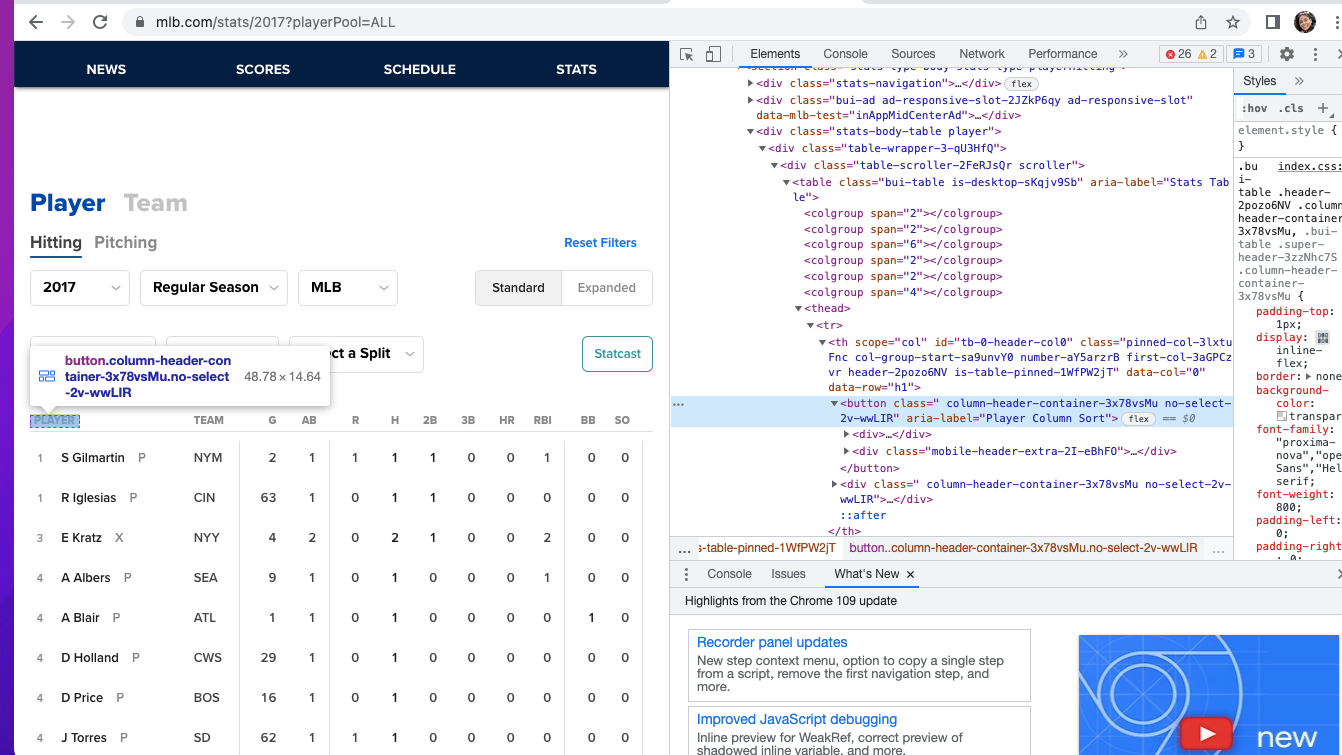 mlb.com/stats/2017?playerPool=ALL
NEWS SCORES SCHEDULE STATS
Player Team
Hitting Pitching
Reset Filters
2017 Regular Season MLB Standard Expanded
ct a Split Statcast
button.column-header-con
tainer-3x78vsMu.no-select
-2v-wwLIR
48.78 × 14.64
PLAYER TEAM G AB R H 2B 3B HR RBI BB SO
1 S Gilmartin P NYM 2 1 1 1 1 0 0 1 0 0
1 R Iglesias P CIN 63 1 0 1 1 0 0 0 0 0
3 E Kratz X NYY 4 2 0 2 1 0 0 2 0 0
4 A Albers P SEA 9 1 0 1 0 0 0 1 0 0
4 A Blair P ATL 1 1 0 1 0 0 0 0 1 0
4 D Holland P CWS 29 1 0 1 0 0 0 0 0 0
4 D Price P BOS 16 1 0 1 0 0 0 0 0 0
4 J Torres P SD 62 1 1 1 0 0 0 0 0 0
Elements Console Sources Network Performance » 26 2 3
<div class="stats-navigation">…</div> flex
<div class="bui-ad ad-responsive-slot-2JZkP6qy ad-responsive-slot"
data-mlb-test="inAppMidCenterAd">…</div>
<div class="stats-body-table player">
<div class="table-wrapper-3-qU3HfQ">
<div class="table-scroller-2FeRJsQr scroller">
<table class="bui-table is-desktop-sKqjv9Sb" aria-label="Stats Tab
le">
<colgroup span="2"></colgroup>
<colgroup span="2"></colgroup>
<colgroup span="6"></colgroup>
<colgroup span="2"></colgroup>
<colgroup span="2"></colgroup>
<colgroup span="4"></colgroup>
<thead>
<tr>
<th scope="col" id="tb-0-header-col0" class="pinned-col-3lxtu
Fnc col-group-start-sa9unvY0 number-aY5arzrB first-col-3aGPCz
vr header-2pozo6NV is-table-pinned-1WfPW2jT" data-col="0"
data-row="h1">
<button class=" column-header-container-3x78vsMu no-select-
2v-wwLIR" aria-label="Player Column Sort"> flex == $0
<div>…</div>
<div class="mobile-header-extra-2I-eBhFO">…</div>
</button>
<div class=" column-header-container-3x78vsMu no-select-2v-
wwLIR">…</div>
::after
</th>
… s-table-pinned-1WfPW2jT button..column-header-container-3x78vsMu.no-select-2v-wwLIR …
Styles »
:hov .cls +
element.style {
}
.bu index.css:
i-
table .header-
2pozo6NV .column
header-container
3x78vsMu, .bui-
table .super-
header-3zzNhc7S
.column-header-
container-
3x78vsMu {
padding-top:
1px;
display:
inline-
flex;
border: none
background-
color:
transpar
font-family:
"proxima-
nova","ope
Sans","Hel
serif;
font-weight:
800;
padding-left:
0;
padding-right
Console Issues What's New ×
Highlights from the Chrome 109 update
Recorder panel updates
New step context menu, option to copy a single step
from a script, remove the first navigation step, and
more.
Improved JavaScript debugging
Inline preview for WeakRef, correct preview of
shadowed inline variable, and more.
new